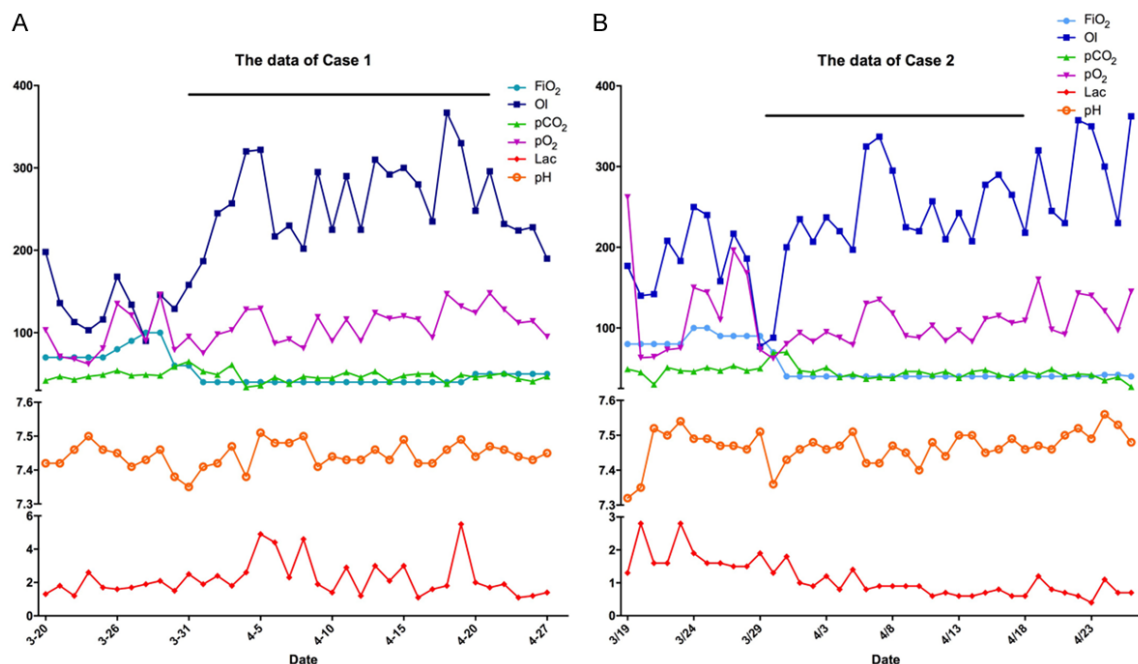 A
The data of Case 1
FiO2
OI
pCO2
pO2
Lac
pH
400
300
200
100
7.6
7.5
7.4
7.3
6
4
2
0
3-20
3-26
3-31
4-5
4-10
4-15
4-20
4-27
Date
B
The data of Case 2
FiO2
OI
pCO2
pO2
Lac
pH
400
300
200
100
7.6
7.5
7.4
7.3
3
2
1
0
3/19
3/24
3/29
4/3
4/8
4/13
4/18
4/23
Date